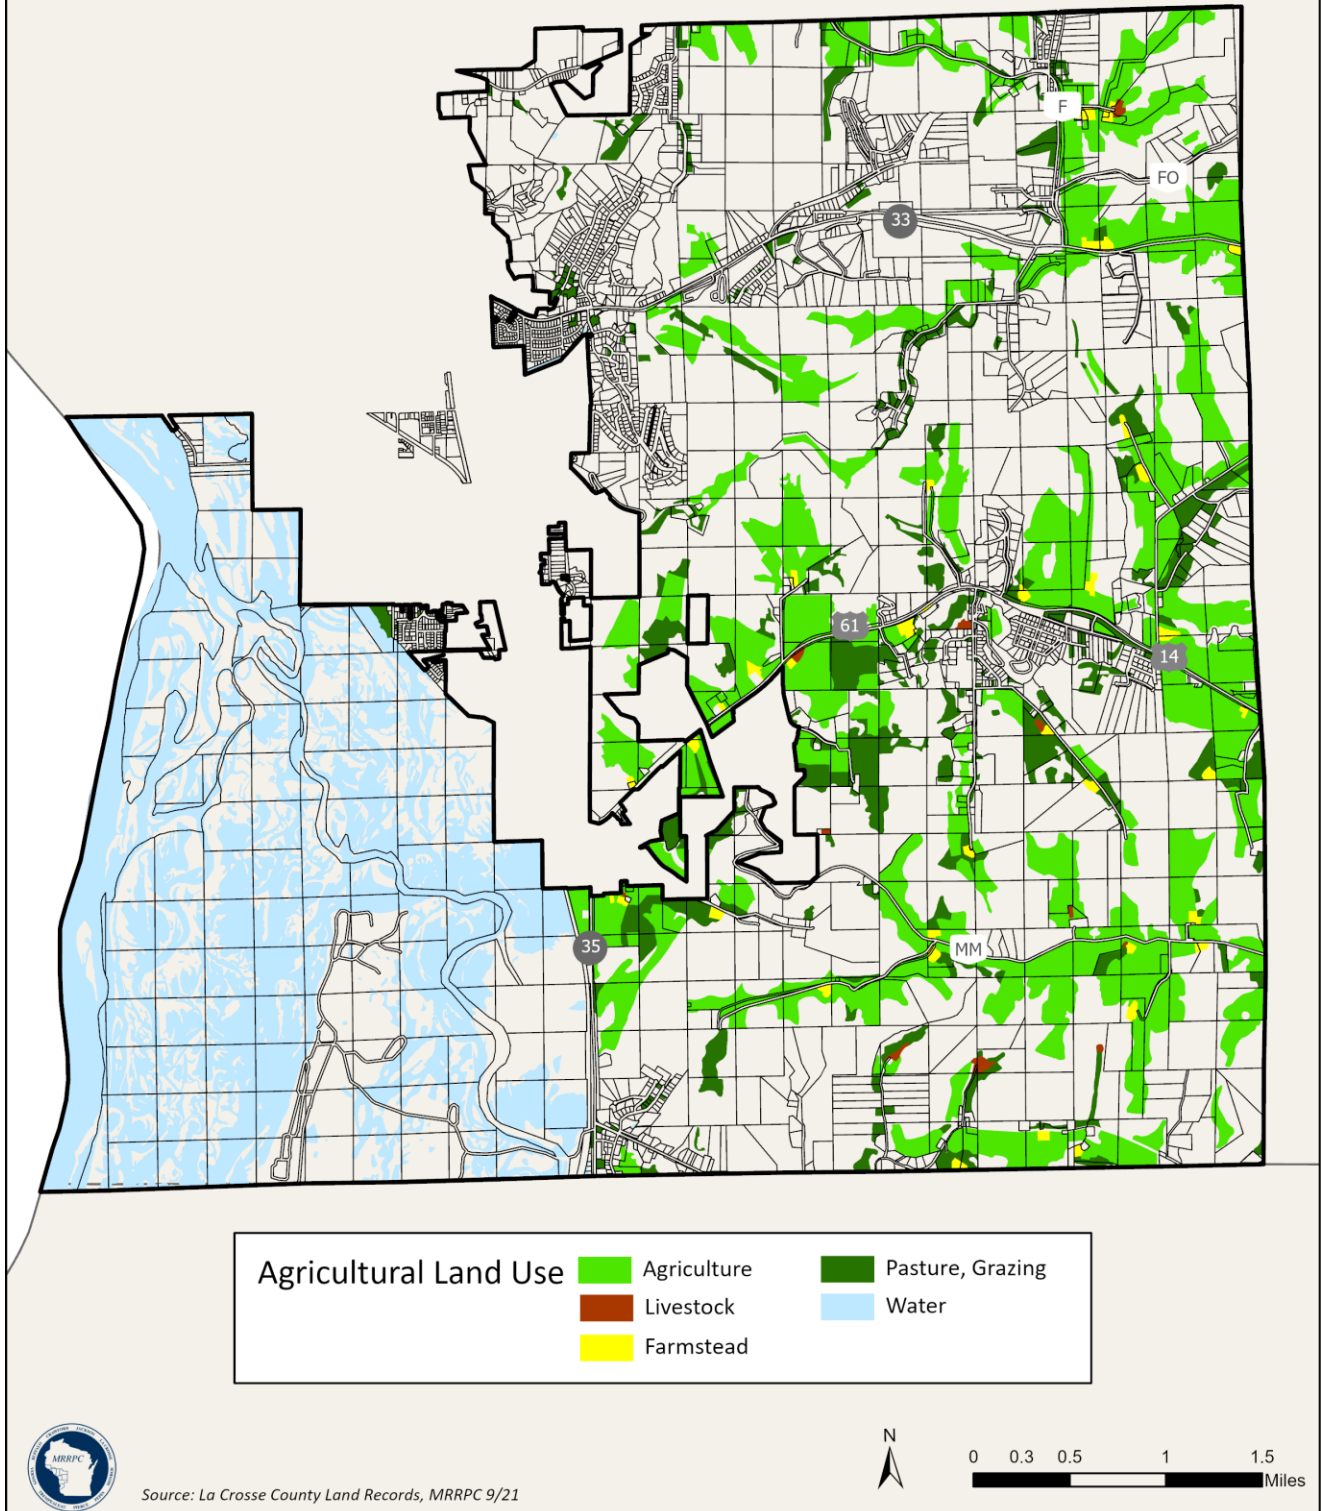 F
FO
33
61
14
35
MM
Agricultural Land Use
Agriculture
Pasture, Grazing
Livestock
Water
Farmstead
MRRPC
N
0 0.3 0.5 1 1.5
Miles
Source: La Crosse County Land Records, MRRPC 9/21